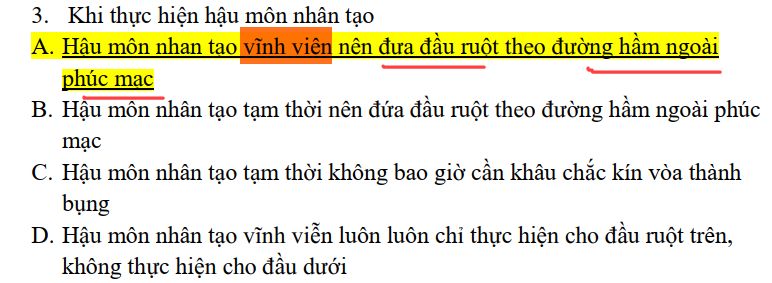 3. Khi thực hiện hậu môn nhân tạo
A. Hậu môn nhan tạo vĩnh viễn nên đưa đầu ruột theo đường hầm ngoài
phúc mạc
B. Hậu môn nhân tạo tạm thời nên đứa đầu ruột theo đường hầm ngoài phúc
mạc
C. Hậu môn nhân tạo tạm thời không bao giờ cần khâu chắc kín vòa thành
bụng
D. Hậu môn nhân tạo vĩnh viễn luôn luôn chỉ thực hiện cho đầu ruột trên,
không thực hiện cho đầu dưới